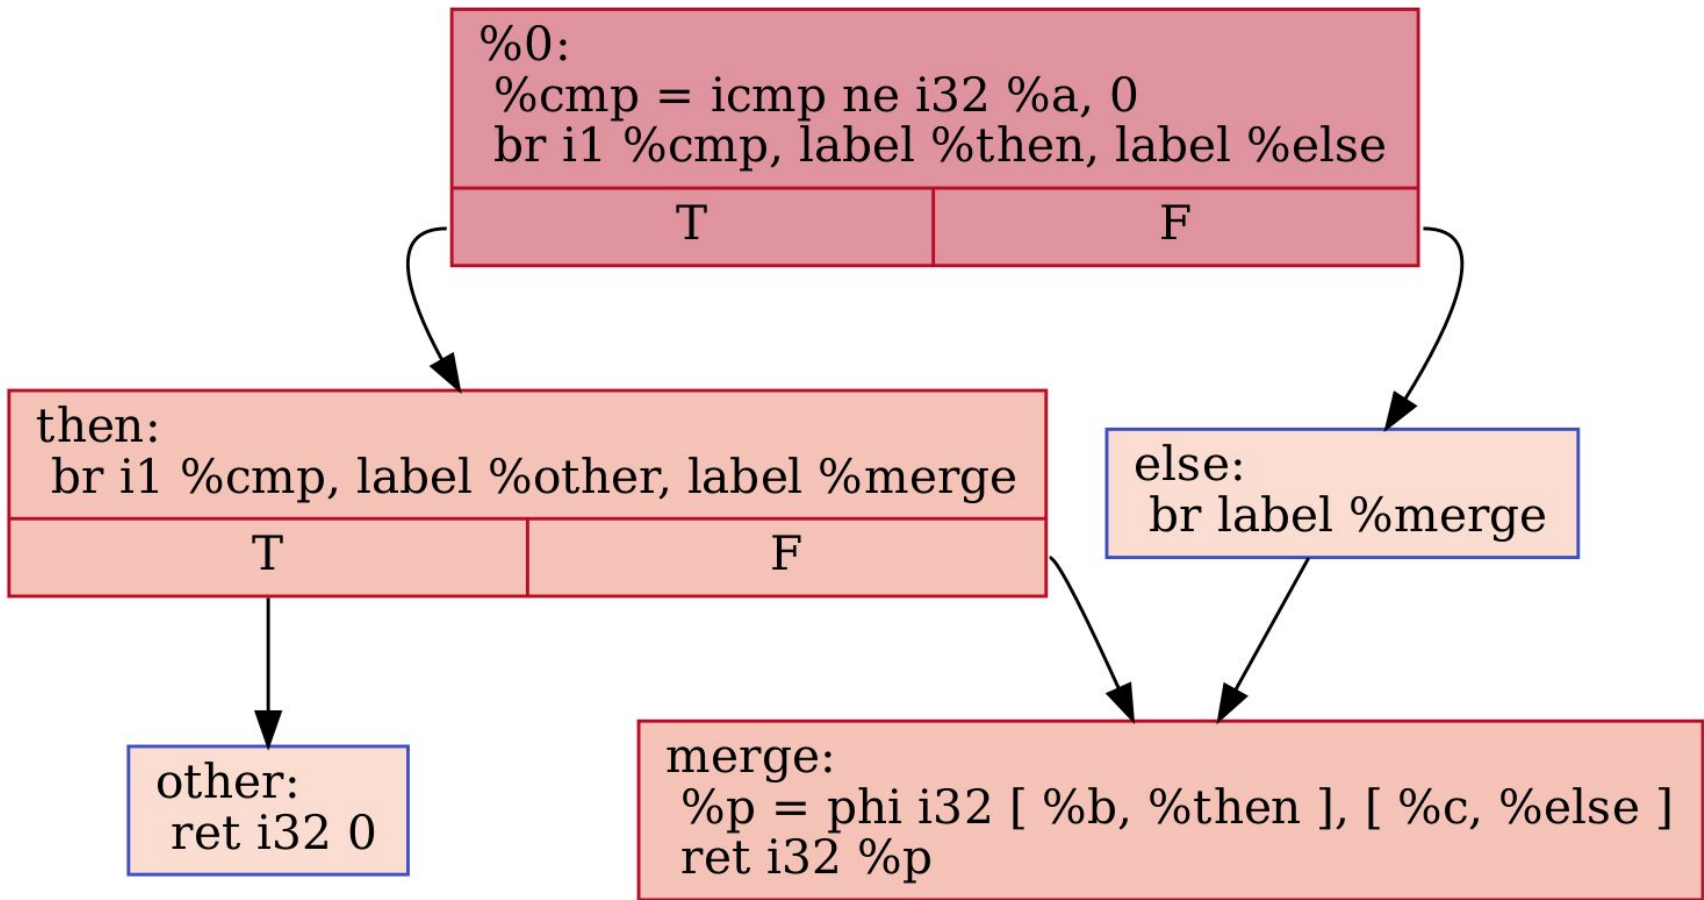 %0:
%cmp = icmp ne i32 %a, 0
br i1 %cmp, label %then, label %else
T
F
then:
br i1 %cmp, label %other, label %merge
T
F
else:
br label %merge
other:
ret i32 0
merge:
%p = phi i32 [ %b, %then ], [ %c, %else ]
ret i32 %p